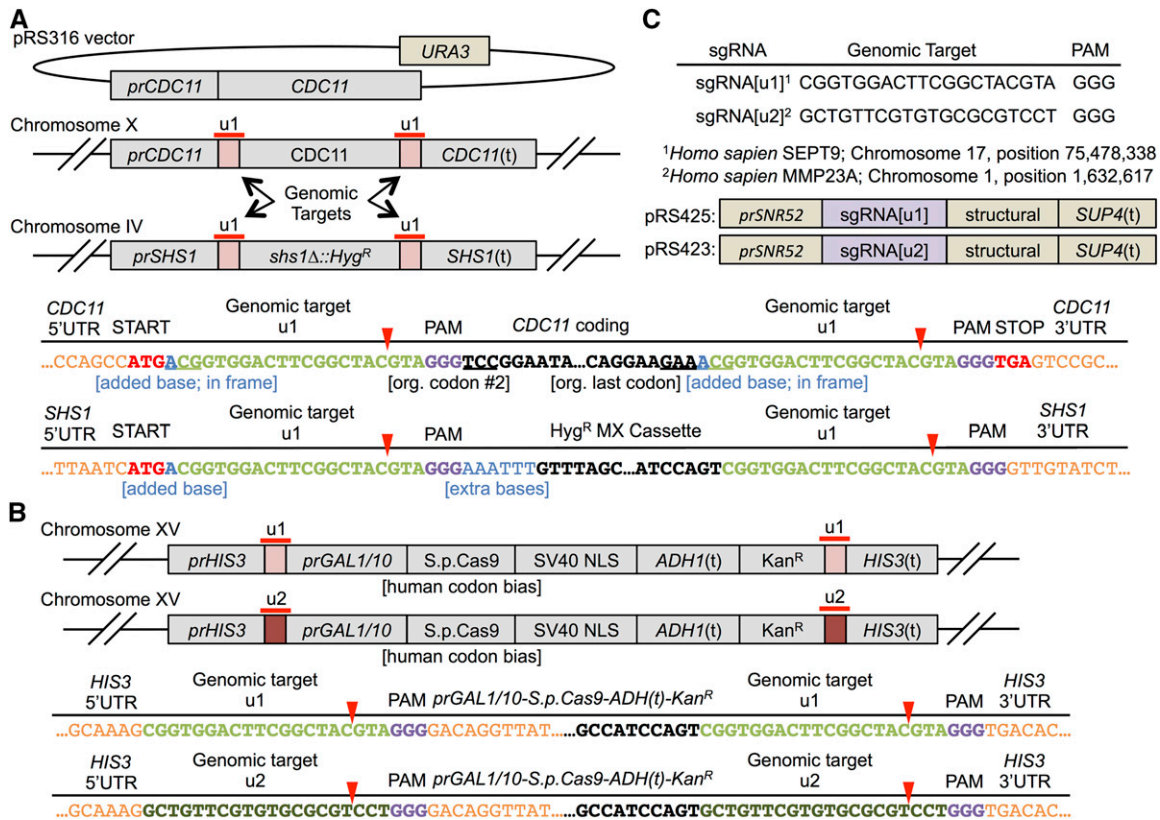 A
pRS316 vector
URA3
prCDC11 CDC11
Chromosome X
u1 u1
prCDC11 CDC11 CDC11(t)
Genomic Targets
Chromosome IV
u1 u1
prSHS1 shs1Δ::HygR SHS1(t)
C
sgRNA Genomic Target PAM
sgRNA[u1]1 CGGTGGACTTCGGCTACGTA GGG
sgRNA[u2]2 GCTGTTCGTGTGCGCGTCCT GGG
1Homo sapien SEPT9; Chromosome 17, position 75,478,338
2Homo sapien MMP23A; Chromosome 1, position 1,632,617
pRS425: prSNR52 sgRNA[u1] structural SUP4(t)
pRS423: prSNR52 sgRNA[u2] structural SUP4(t)
CDC11 5'UTR START Genomic target u1 PAM CDC11 coding Genomic target u1 PAM STOP CDC11 3'UTR
...CCAGCCATGACGGTGGACTTCGGCTACGTAGGGTCCGGAATA...CAGGAAGAAACGGTGGACTTCGGCTACGTAGGGTGAGTCCGC...
[added base; in frame] [org. codon #2] [org. last codon] [added base; in frame]
SHS1 5'UTR START Genomic target u1 PAM HygR MX Cassette Genomic target u1 PAM SHS1 3'UTR
...TTAATCATGACGGTGGACTTCGGCTACGTAGGGAAATTTGTTTAGC...ATCCAGTCGGTGGACTTCGGCTACGTAGGGGTTGTATCT...
[added base] [extra bases]
B
Chromosome XV
u1 u1
prHIS3 prGAL1/10 S.p.Cas9 SV40 NLS ADH1(t) KanR HIS3(t)
[human codon bias]
Chromosome XV
u2 u2
prHIS3 prGAL1/10 S.p.Cas9 SV40 NLS ADH1(t) KanR HIS3(t)
[human codon bias]
HIS3 5'UTR Genomic target u1 PAM prGAL1/10-S.p.Cas9-ADH(t)-KanR Genomic target u1 PAM HIS3 3'UTR
...GCAAAGCGGTGGACTTCGGCTACGTAGGGGACAGGTTAT......GCCATCCAGTCGGTGGACTTCGGCTACGTAGGGTGACAC...
HIS3 5'UTR Genomic target u2 PAM prGAL1/10-S.p.Cas9-ADH(t)-KanR Genomic target u2 PAM HIS3 3'UTR
...GCAAAGGCTGTTCGTGTGCGCGTCCTGGGGACAGGTTAT......GCCATCCAGTGCTGTTCGTGTGCGCGTCCTGGGTGACAC...